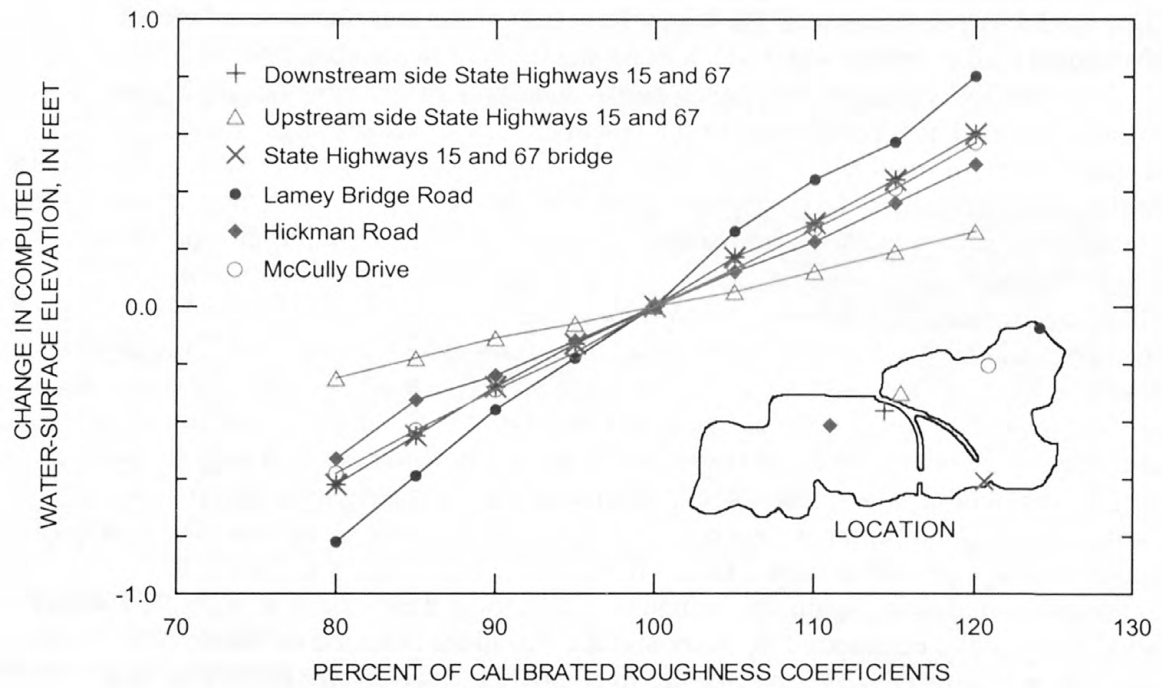 1.0
Downstream side State Highways 15 and 67
Upstream side State Highways 15 and 67
State Highways 15 and 67 bridge
Lamey Bridge Road
Hickman Road
McCully Drive
CHANGE IN COMPUTED
WATER-SURFACE ELEVATION, IN FEET
0.0
LOCATION
-1.0
70 80 90 100 110 120 130
PERCENT OF CALIBRATED ROUGHNESS COEFFICIENTS